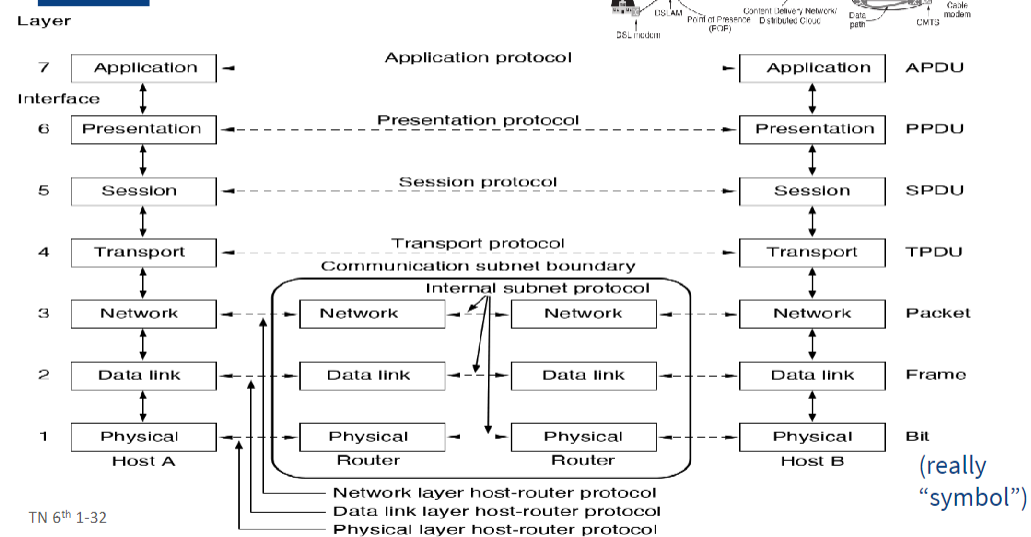 Layer
DSL modem
DSLAM
Point of Presence
(POP)
Content Delivery Network/
Distributed Cloud
Data
path
CMTS
Cable
modem
7 Application Application protocol Application APDU
Interface
6 Presentation Presentation protocol Presentation PPDU
5 Session Session protocol Session SPDU
4 Transport Transport protocol Transport TPDU
Communication subnet boundary
Internal subnet protocol
3 Network Network Network Network Packet
2 Data link Data link Data link Data link Frame
1 Physical Physical Physical Physical Bit
Host A Router Router Host B
(really
“symbol”)
Network layer host-router protocol
Data link layer host-router protocol
Physical layer host-router protocol
TN 6th 1-32